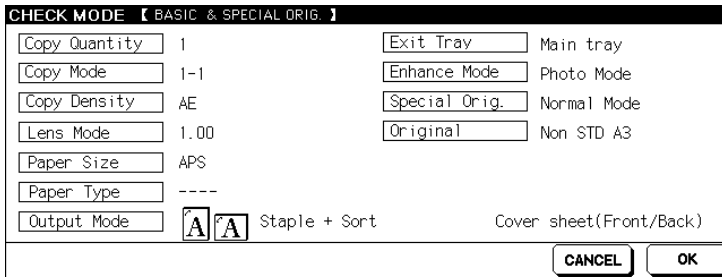 CHECK MODE 【 BASIC & SPECIAL ORIG. 】
Copy Quantity 1 Exit Tray Main tray
Copy Mode 1-1 Enhance Mode Photo Mode
Copy Density AE Special Orig. Normal Mode
Lens Mode 1.00 Original Non STD A3
Paper Size APS
Paper Type ----
Output Mode A A Staple + Sort Cover sheet(Front/Back)
CANCEL OK